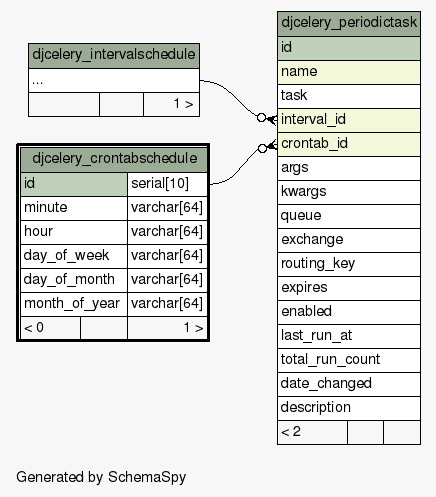 djcelery_intervalschedule
...
1 >
djcelery_crontabschedule
id serial[10]
minute varchar[64]
hour varchar[64]
day_of_week varchar[64]
day_of_month varchar[64]
month_of_year varchar[64]
< 0 1 >
djcelery_periodictask
id
name
task
interval_id
crontab_id
args
kwargs
queue
exchange
routing_key
expires
enabled
last_run_at
total_run_count
date_changed
description
< 2
Generated by SchemaSpy